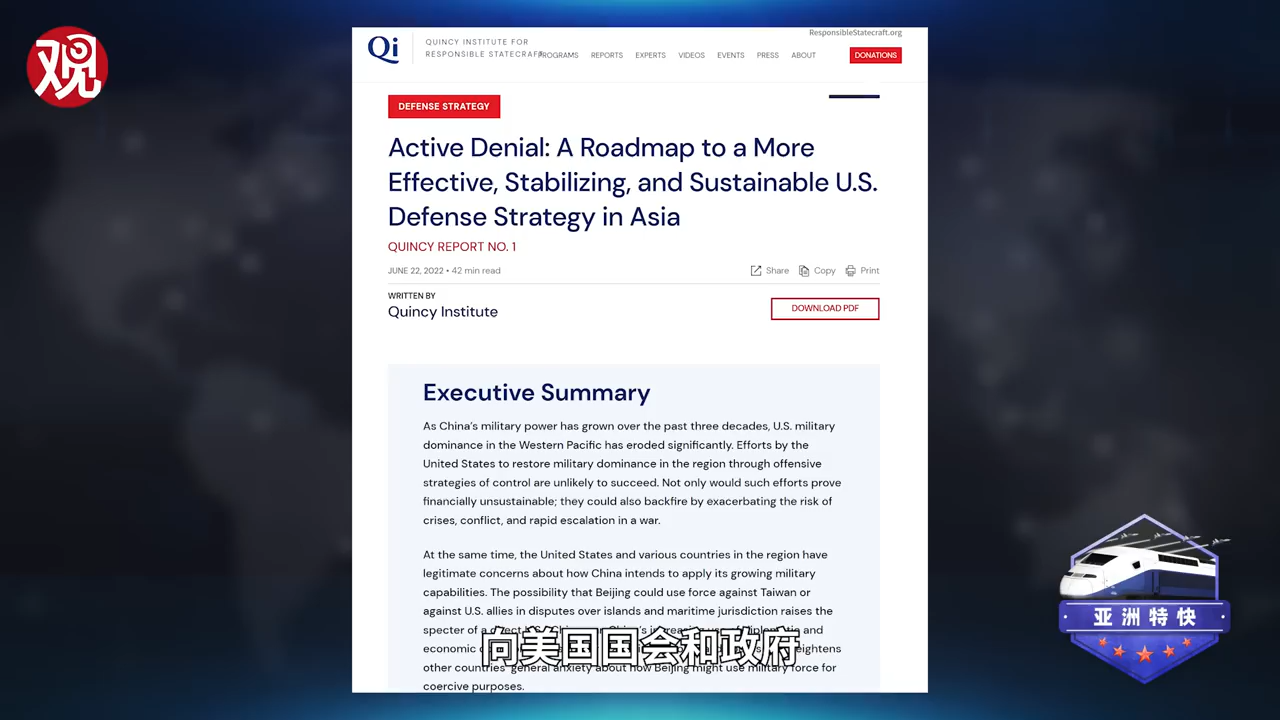 观
ResponsibleStatecraft.org
Qi
QUINCY INSTITUTE FOR
RESPONSIBLE STATECRAFT
PROGRAMS REPORTS EXPERTS VIDEOS EVENTS PRESS ABOUT
DONATIONS
DEFENSE STRATEGY
Active Denial: A Roadmap to a More
Effective, Stabilizing, and Sustainable U.S.
Defense Strategy in Asia
QUINCY REPORT NO. 1
JUNE 22, 2022 • 42 min read
Share Copy Print
WRITTEN BY
Quincy Institute
DOWNLOAD PDF
Executive Summary
As China's military power has grown over the past three decades, U.S. military
dominance in the Western Pacific has eroded significantly. Efforts by the
United States to restore military dominance in the region through offensive
strategies of control are unlikely to succeed. Not only would such efforts prove
financially unsustainable; they could also backfire by exacerbating the risk of
crises, conflict, and rapid escalation in a war.
At the same time, the United States and various countries in the region have
legitimate concerns about how China intends to apply its growing military
capabilities. The possibility that Beijing could use force against Taiwan or
against U.S. allies in disputes over islands and maritime jurisdiction raises the
specter of a and
economic heightens
other countries' general anxiety about how Beijing might use military force for
coercive purposes.
向美国国会和政府
亚洲特快